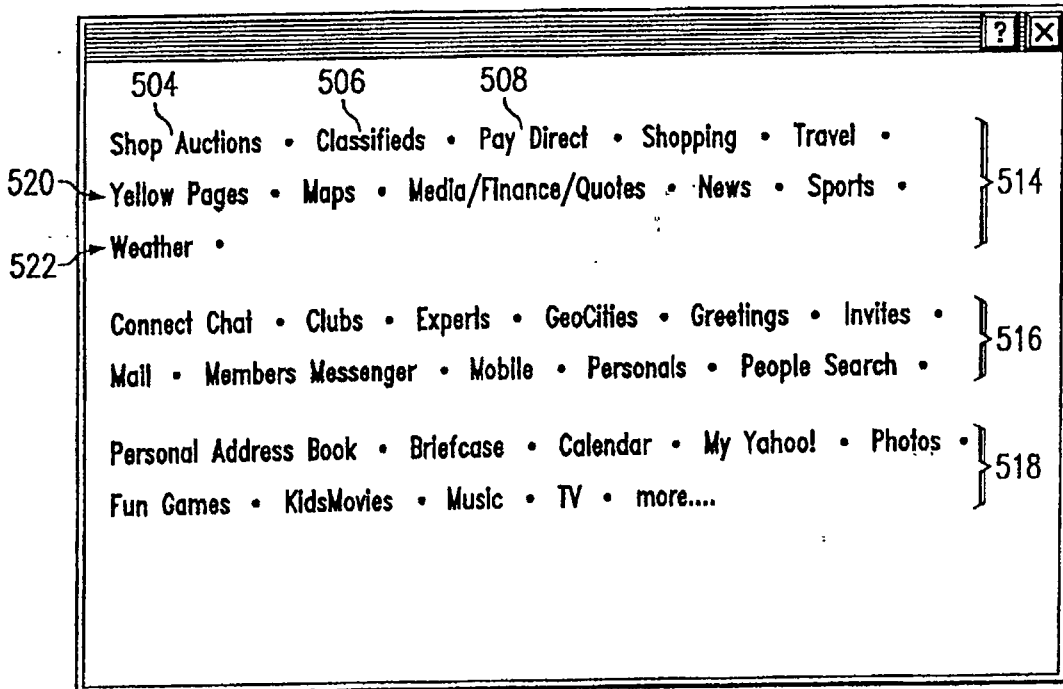 ? X
504 506 508
Shop Auctions • Classifieds • Pay Direct • Shopping • Travel •
514
520 Yellow Pages • Maps • Media/Finance/Quotes • News • Sports •
522 Weather •
Connect Chat • Clubs • Experts • GeoCities • Greetings • Invites •
516
Mail • Members Messenger • Mobile • Personals • People Search •
Personal Address Book • Briefcase • Calendar • My Yahoo! • Photos •
518
Fun Games • KidsMovies • Music • TV • more....